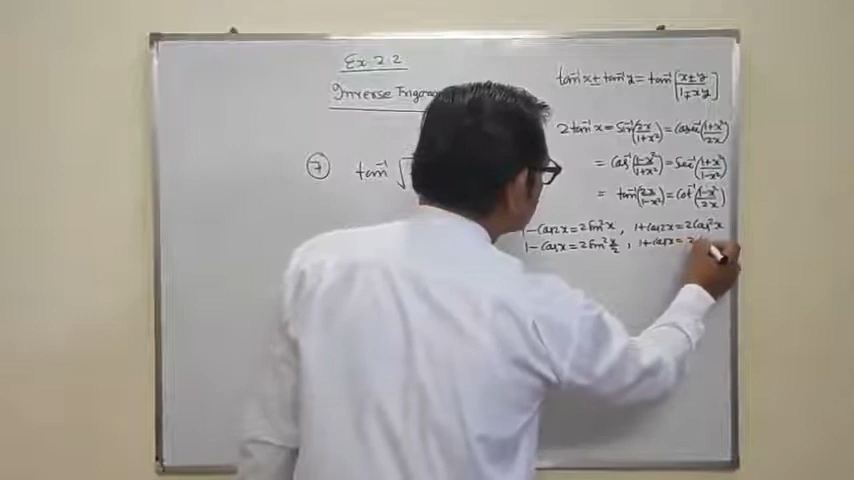 Ex 2.2
Inverse Trigono
⑦ tan⁻¹ √
tan⁻¹x ± tan⁻¹y = tan⁻¹[x±y/1∓xy]
2tan⁻¹x = Sin⁻¹(2x/1+x²) = Cosec⁻¹(1+x²/2x)
= Cos⁻¹(1-x²/1+x²) = Sec⁻¹(1+x²/1-x²)
= tan⁻¹(2x/1-x²) = Cot⁻¹(1-x²/2x)
1-Cos2x = 2Sin²x , 1+Cos2x = 2Cos²x
1-Cosx = 2Sin²x/2 , 1+Cosx = 2